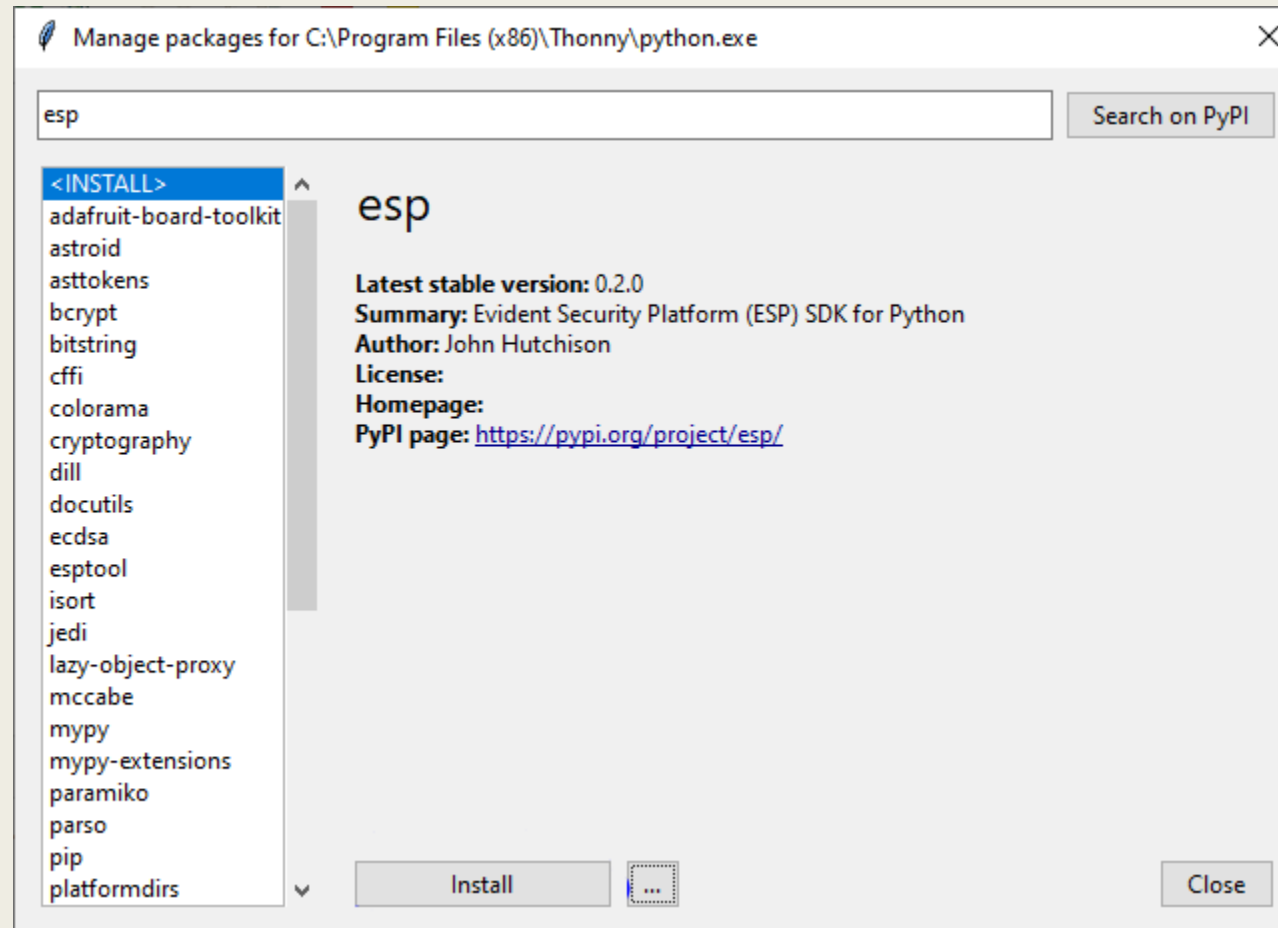 Manage packages for C:\Program Files (x86)\Thonny\python.exe
esp
Search on PyPI
<INSTALL>
adafruit-board-toolkit
astroid
asttokens
bcrypt
bitstring
cffi
colorama
cryptography
dill
docutils
ecdsa
esptool
isort
jedi
lazy-object-proxy
mccabe
mypy
mypy-extensions
paramiko
parso
pip
platformdirs
esp
Latest stable version: 0.2.0
Summary: Evident Security Platform (ESP) SDK for Python
Author: John Hutchison
License:
Homepage:
PyPI page: https://pypi.org/project/esp/
Install
...
Close